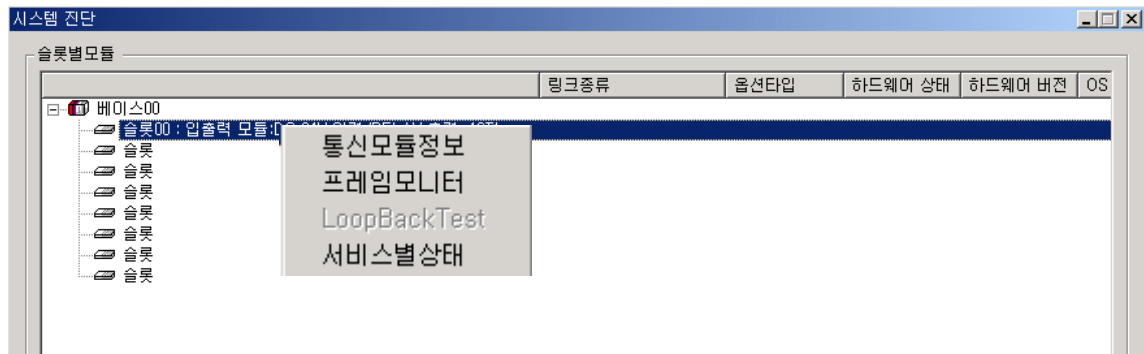 시스템 진단
슬롯별모듈
링크종류 옵션타입 하드웨어 상태 하드웨어 버전 OS
베이스00
슬롯00 : 입출력 모듈:
슬롯
슬롯
슬롯
슬롯
슬롯
슬롯
슬롯
통신모듈정보
프레임모니터
LoopBackTest
서비스별상태